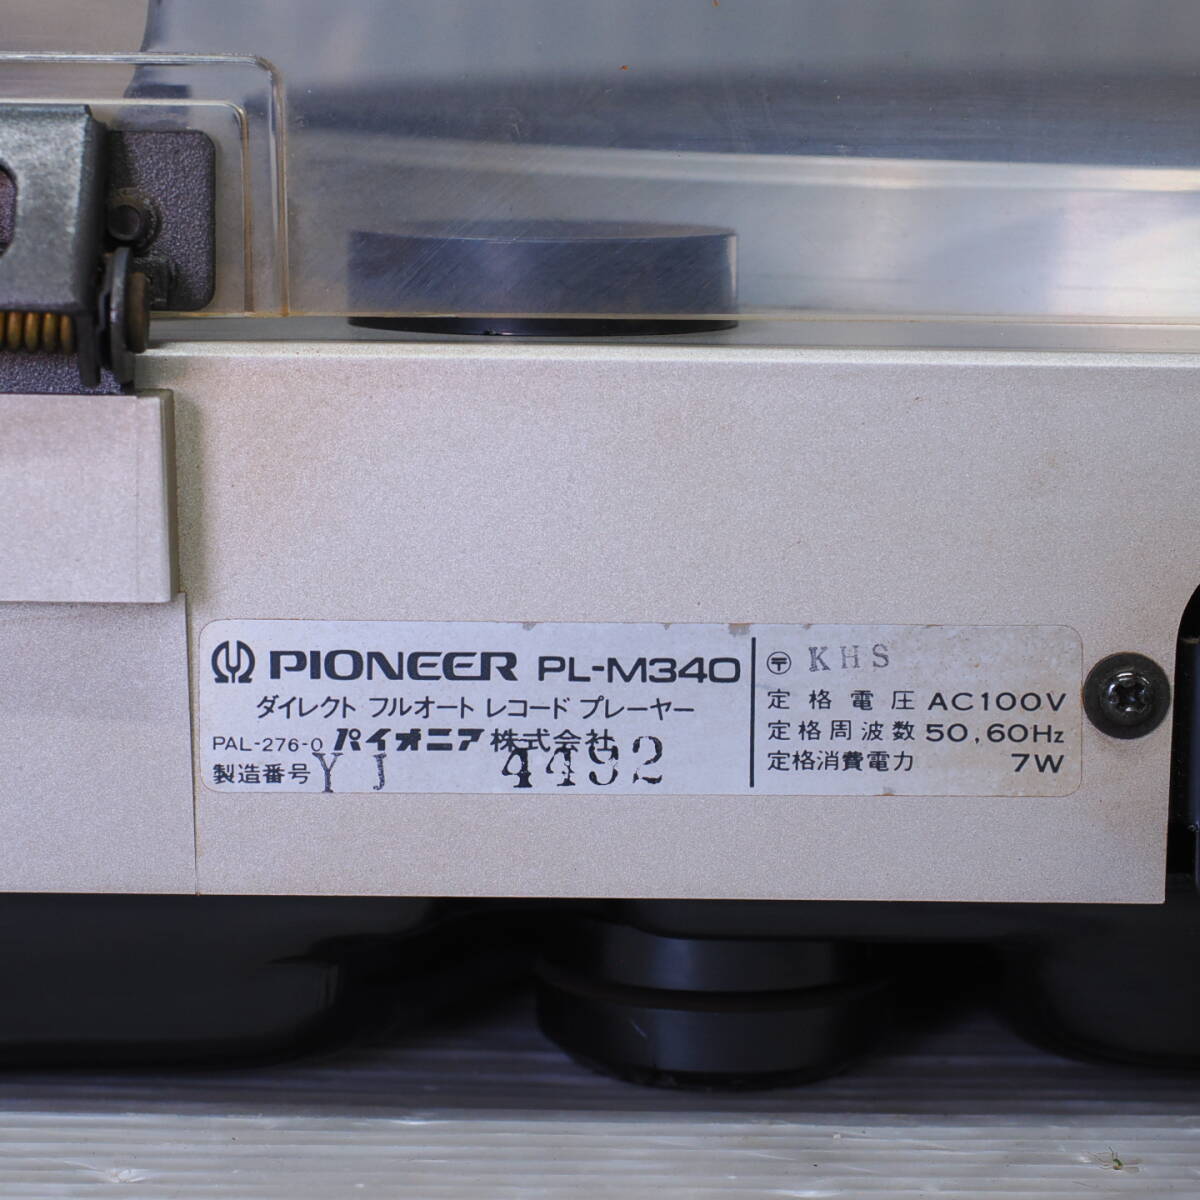 PIONEER PL-M340
ダイレクト フルオート レコード プレーヤー
PAL-276-0 パイオニア株式会社
製造番号 YJ 4492
〒 KHS
定格電圧 AC100V
定格周波数 50,60Hz
定格消費電力 7W